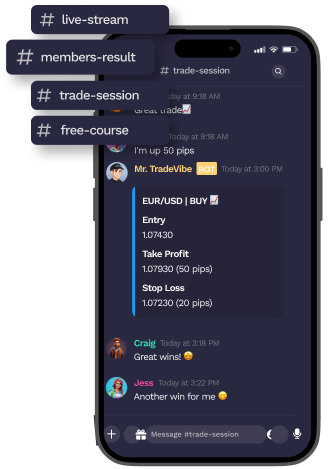 # live-stream
# members-result
# trade-session
# free-course
# trade-session
day at 9:18 AM
Great trade📈
Today at 9:18 AM
I'm up 50 pips
Mr. TradeVibe BOT Today at 3:00 PM
EUR/USD | BUY 📈
Entry
1.07430
Take Profit
1.07930 (50 pips)
Stop Loss
1.07230 (20 pips)
Craig Today at 3:18 PM
Great wins! 🤩
Jess Today at 3:22 PM
Another win for me 😁
Message #trade-session